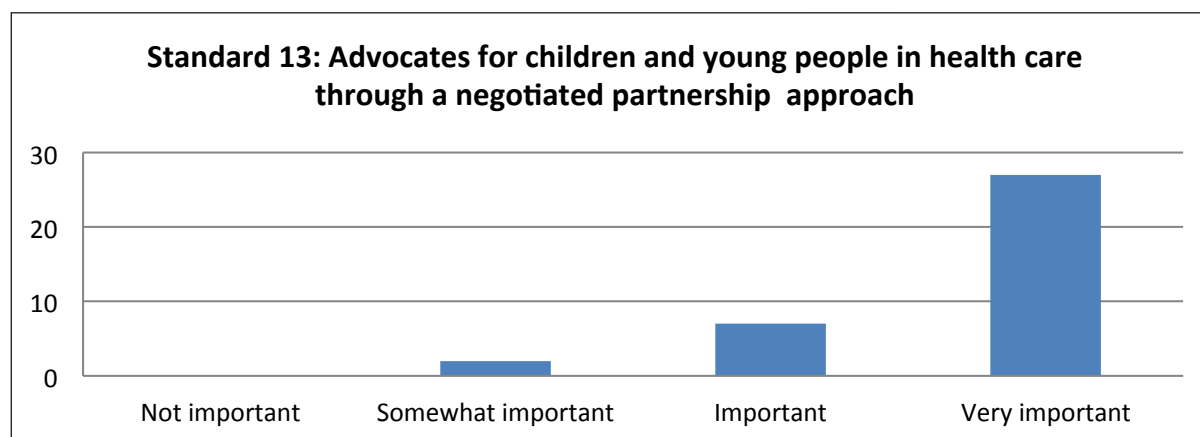 Standard 13: Advocates for children and young people in health care
through a negotiated partnership approach
30
20
10
0
Not important Somewhat important Important Very important